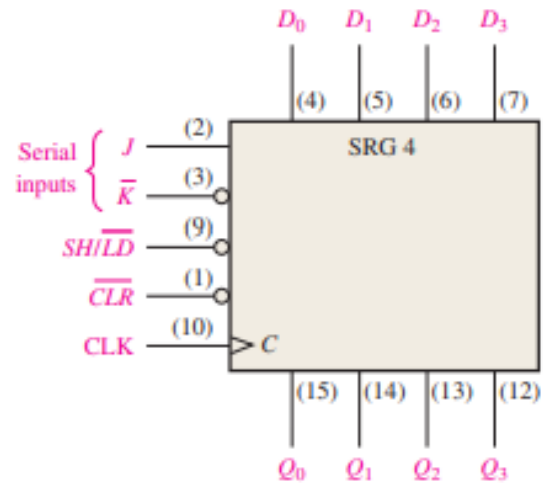 D₀ D₁ D₂ D₃
(4) (5) (6) (7)
SRG 4
Serial inputs
J (2)
K̅ (3)
SH/L̅D̅ (9)
C̅L̅R̅ (1)
CLK (10) C
(15) (14) (13) (12)
Q₀ Q₁ Q₂ Q₃